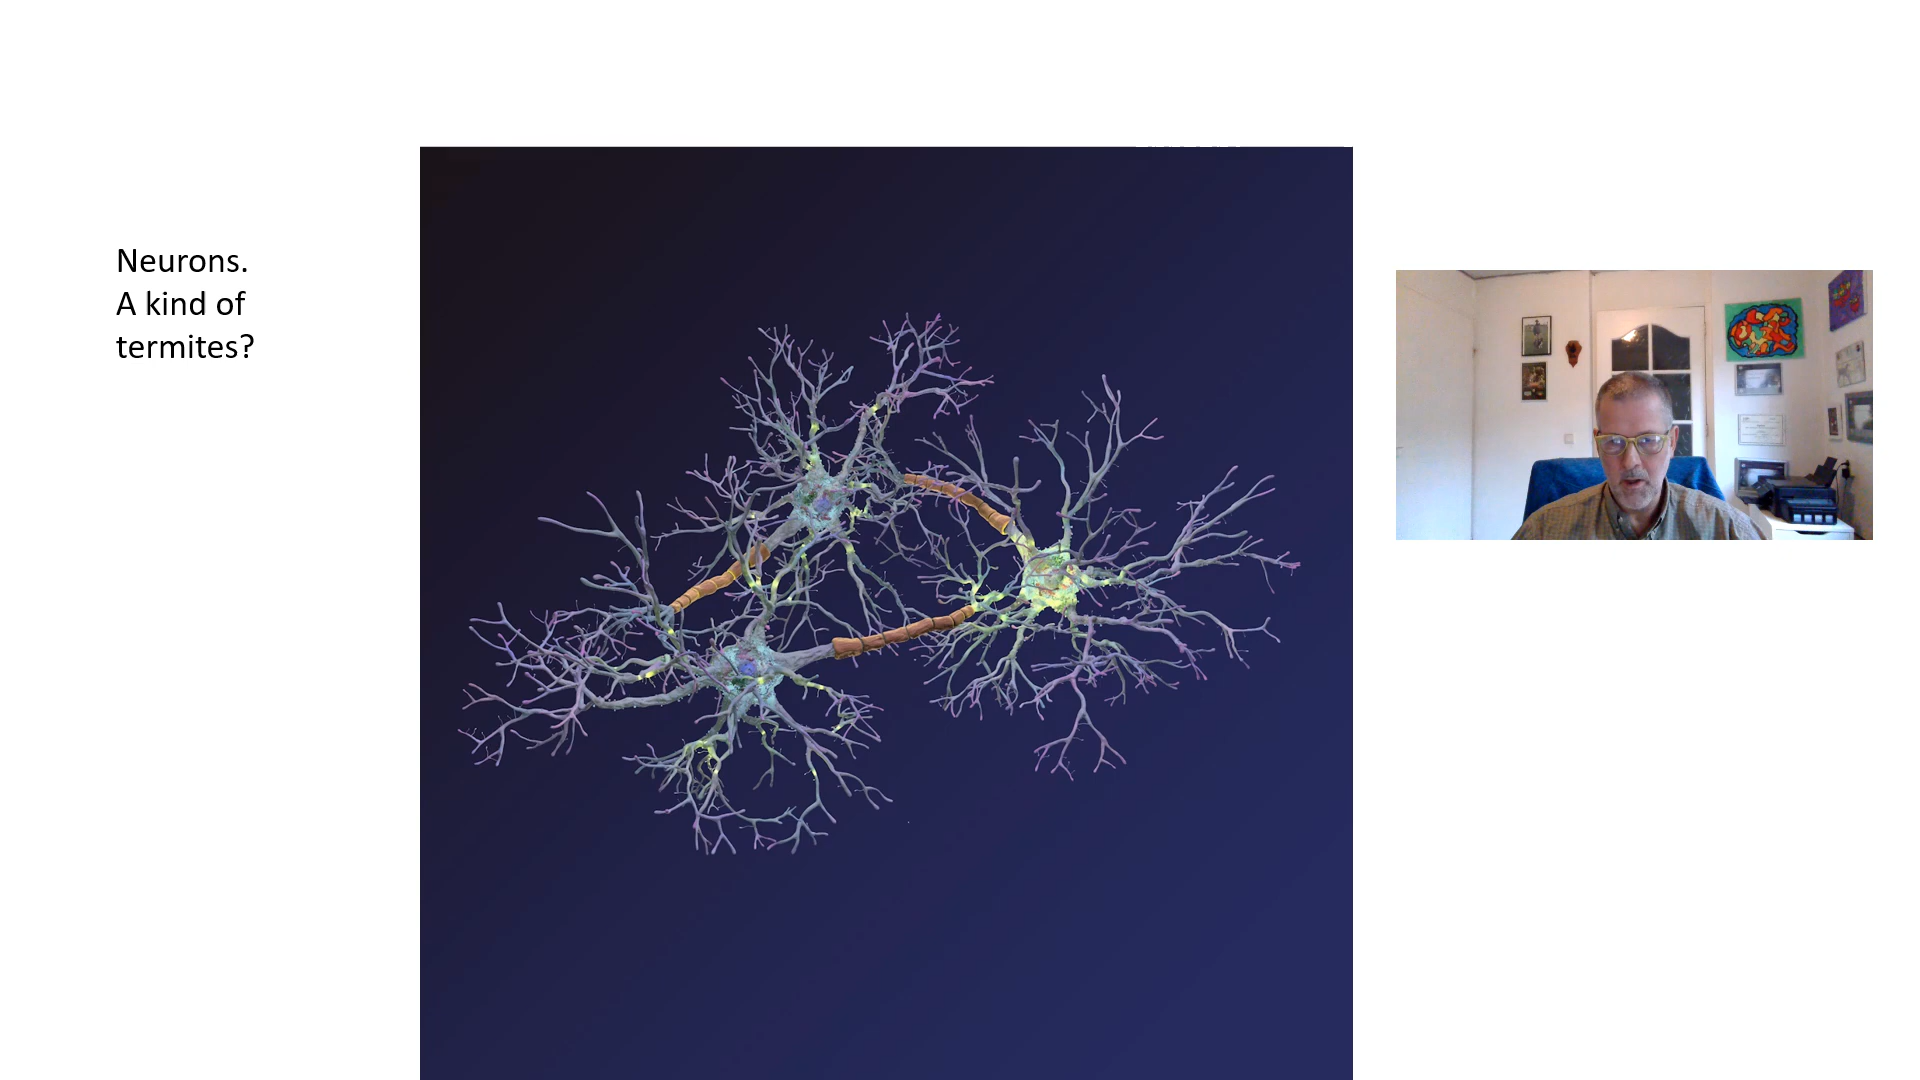 Neurons.
A kind of
termites?